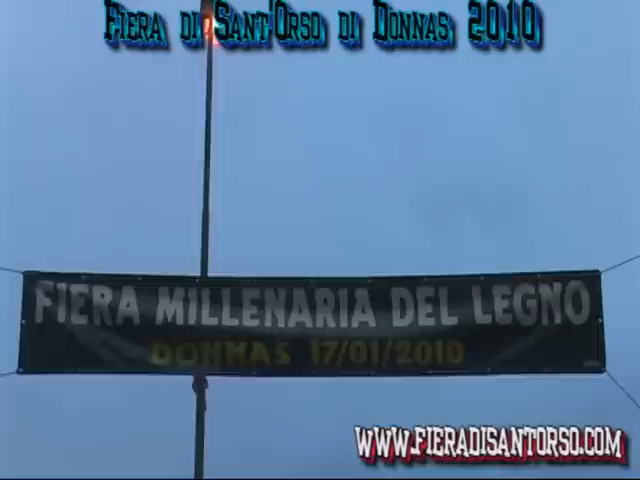 Fiera di Sant'Orso di Donnas 2010
FIERA MILLENARIA DEL LEGNO
DONNAS 17/01/2010
WWW.FIERADISANTORSO.COM